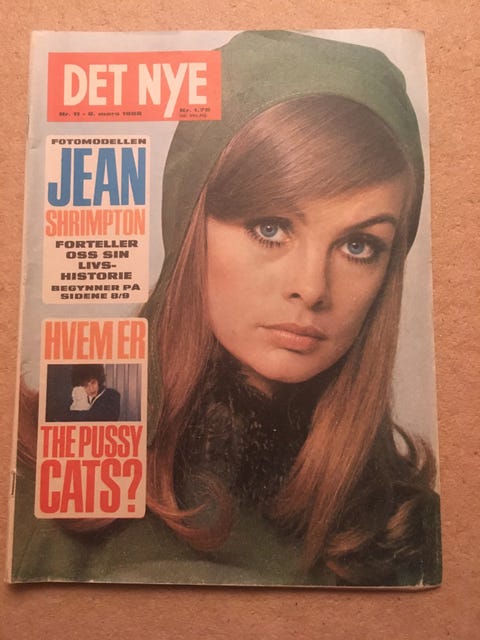 DET NYE
Nr. 11 - 8. mars 1966
Kr. 1.75
FOTOMODELLEN
JEAN
SHRIMPTON
FORTELLER
OSS SIN
LIVS-
HISTORIE
BEGYNNER PÅ
SIDENE 8/9
HVEM ER
THE PUSSY
CATS?